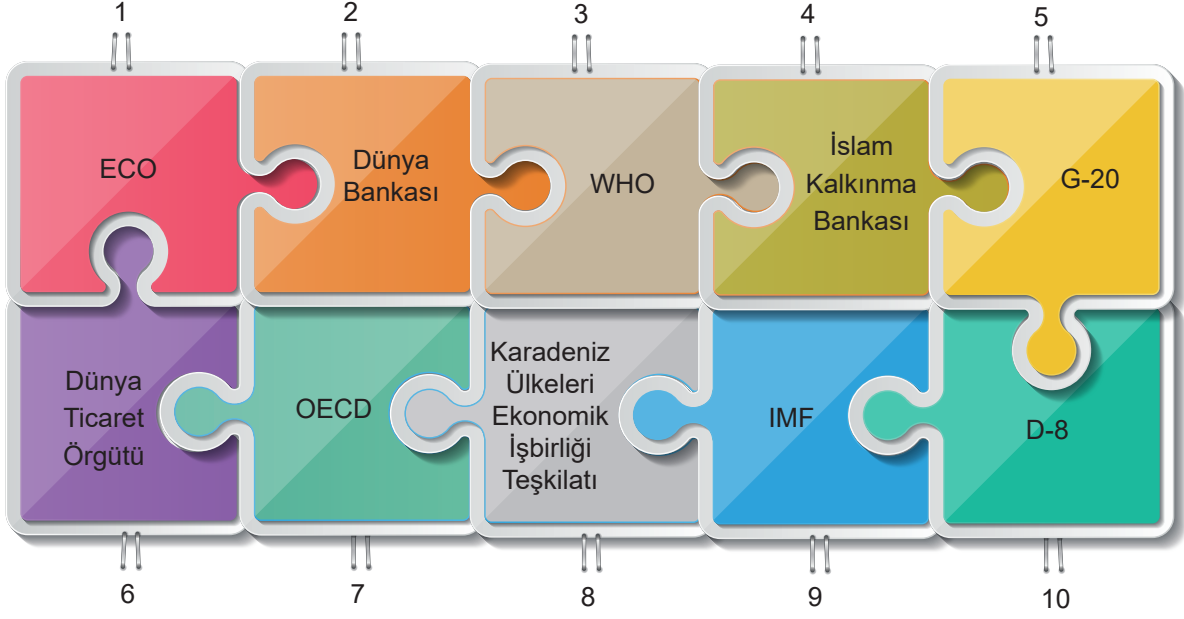 1
2
3
4
5
ECO
Dünya
Bankası
WHO
İslam
Kalkınma
Bankası
G-20
Dünya
Ticaret
Örgütü
OECD
Karadeniz
Ülkeleri
Ekonomik
İşbirliği
Teşkilatı
IMF
D-8
6
7
8
9
10